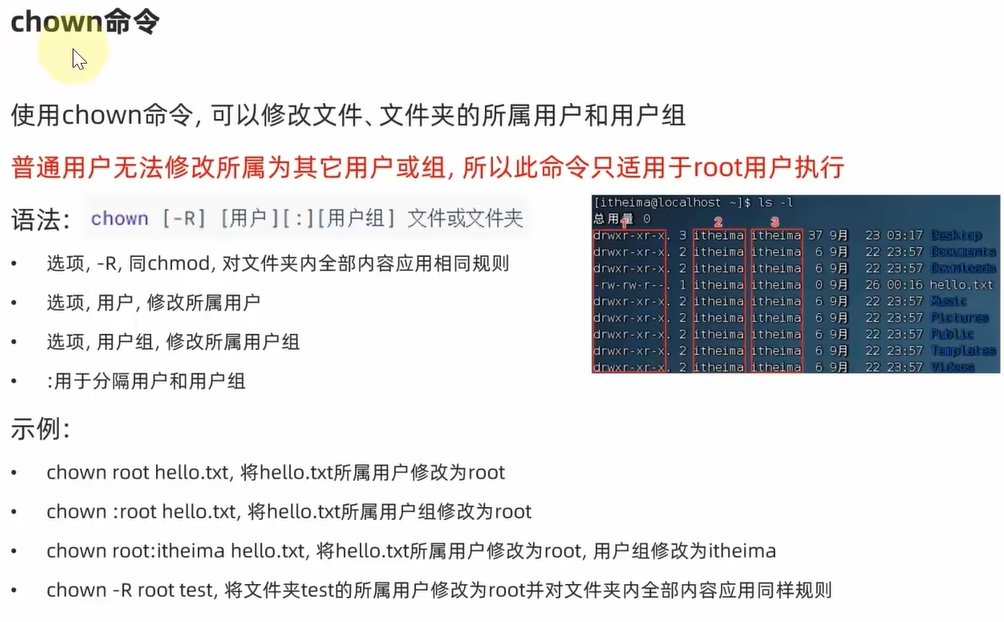 chown命令
使用chown命令, 可以修改文件、文件夹的所属用户和用户组
普通用户无法修改所属为其它用户或组, 所以此命令只适用于root用户执行
语法: chown [-R] [用户][:][用户组] 文件或文件夹
• 选项, -R, 同chmod, 对文件夹内全部内容应用相同规则
• 选项, 用户, 修改所属用户
• 选项, 用户组, 修改所属用户组
• :用于分隔用户和用户组
[itheima@localhost ~]$ ls -l
总用量 0
1 2 3
drwxr-xr-x. 3 itheima itheima 37 9月 23 03:17 Desktop
drwxr-xr-x. 2 itheima itheima 6 9月 22 23:57 Documents
drwxr-xr-x. 2 itheima itheima 6 9月 22 23:57 Downloads
-rw-rw-r--. 1 itheima itheima 0 9月 26 00:16 hello.txt
drwxr-xr-x. 2 itheima itheima 6 9月 22 23:57 Music
drwxr-xr-x. 2 itheima itheima 6 9月 22 23:57 Pictures
drwxr-xr-x. 2 itheima itheima 6 9月 22 23:57 Public
drwxr-xr-x. 2 itheima itheima 6 9月 22 23:57 Templates
drwxr-xr-x. 2 itheima itheima 6 9月 22 23:57 Videos
示例:
• chown root hello.txt, 将hello.txt所属用户修改为root
• chown :root hello.txt, 将hello.txt所属用户组修改为root
• chown root:itheima hello.txt, 将hello.txt所属用户修改为root, 用户组修改为itheima
• chown -R root test, 将文件夹test的所属用户修改为root并对文件夹内全部内容应用同样规则